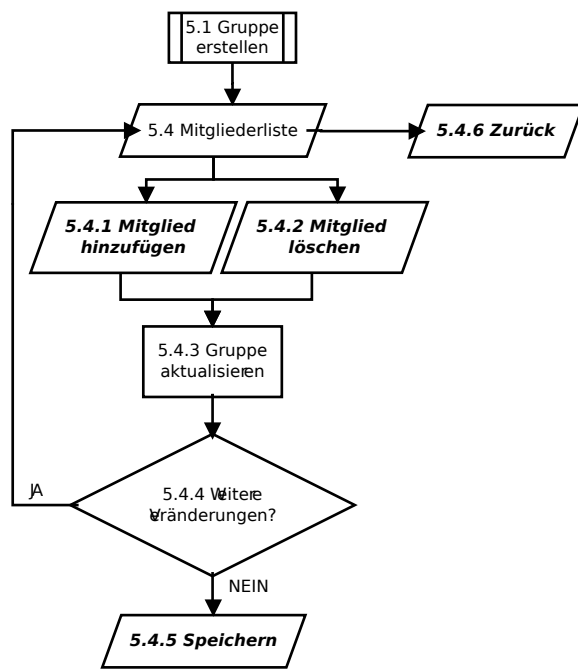 5.1 Gruppe
erstellen
5.4 Mitgliederliste
5.4.6 Zurück
5.4.1 Mitglied
hinzufügen
5.4.2 Mitglied
löschen
5.4.3 Gruppe
aktualisieren
JA
5.4.4 Weitere
Veränderungen?
NEIN
5.4.5 Speichern